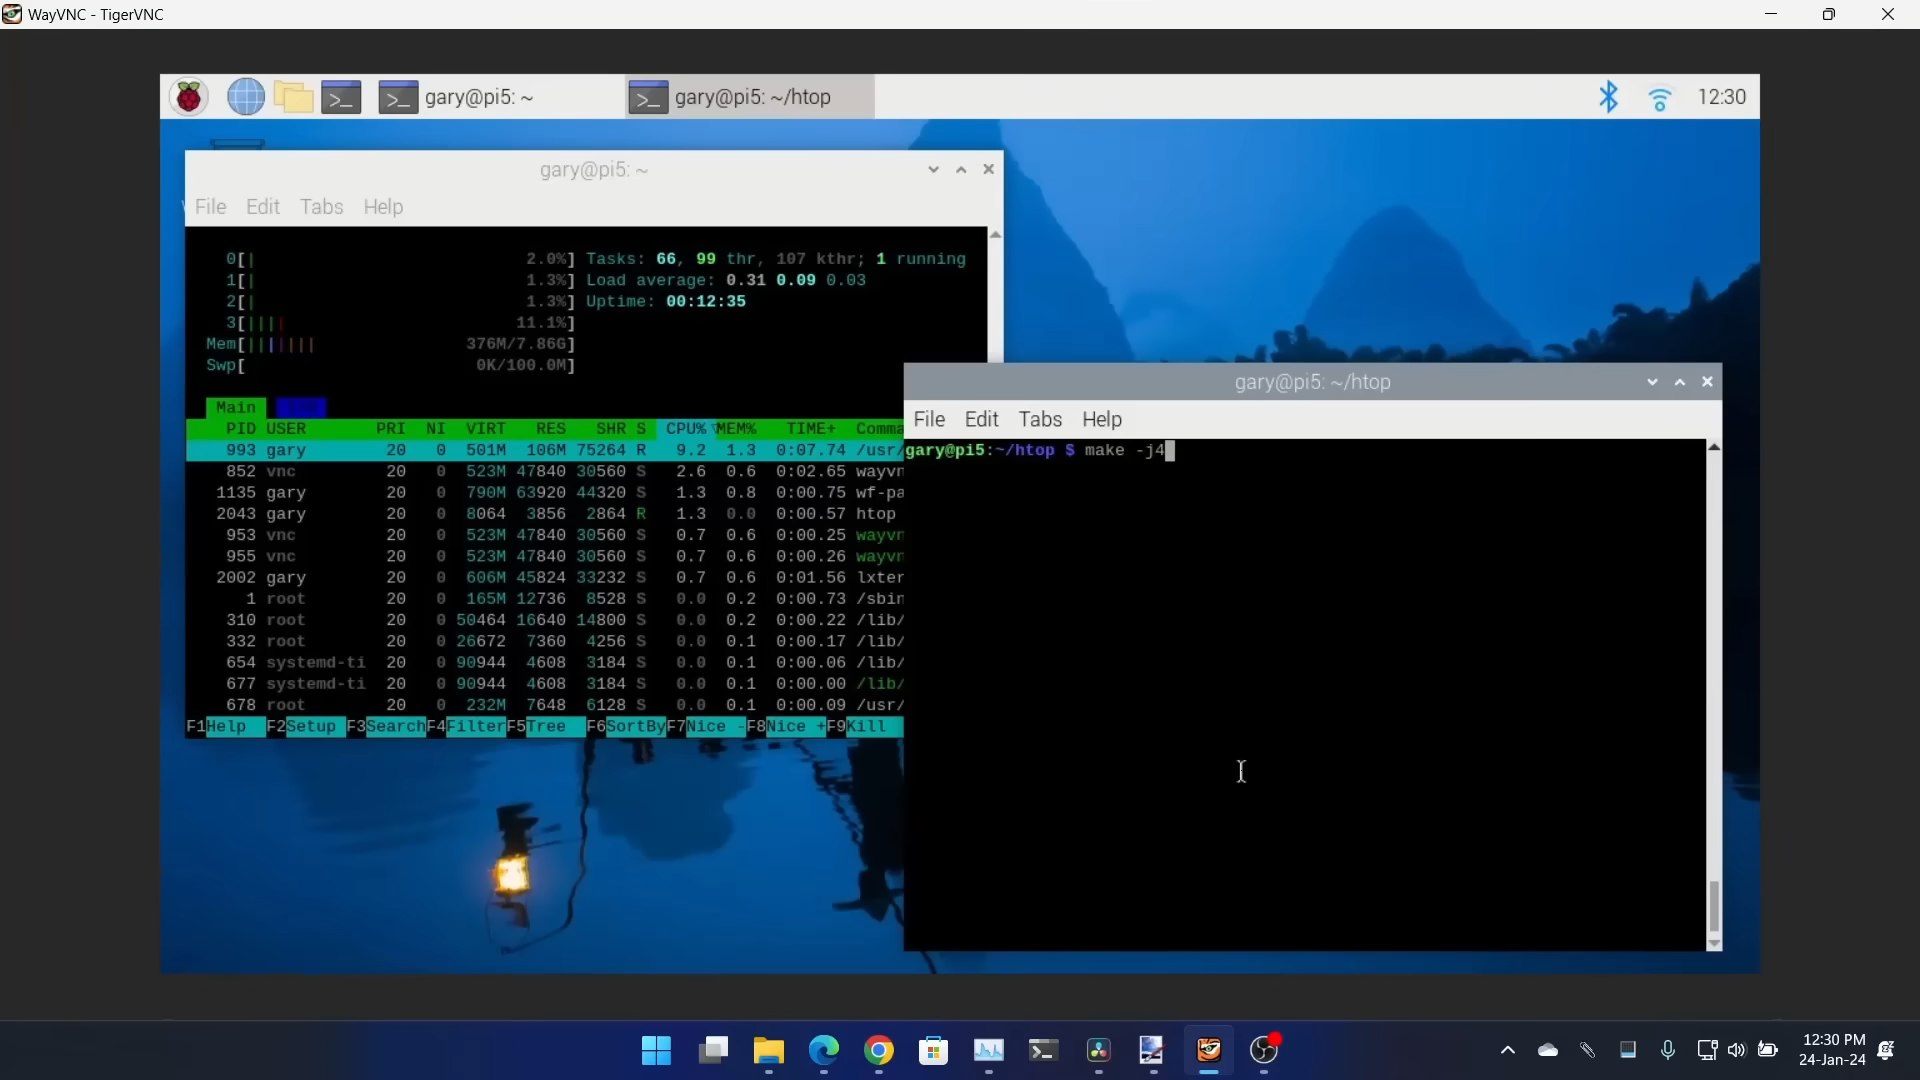 WayVNC - TigerVNC
gary@pi5: ~
gary@pi5: ~/htop
12:30
gary@pi5: ~
File Edit Tabs Help
0[| 2.0%] Tasks: 66, 99 thr, 107 kthr; 1 running
1[| 1.3%] Load average: 0.31 0.09 0.03
2[| 1.3%] Uptime: 00:12:35
3[|||| 11.1%]
Mem[||||||| 376M/7.86G]
Swp[ 0K/100.0M]
Main
PID USER PRI NI VIRT RES SHR S CPU%▽MEM% TIME+ Comma
993 gary 20 0 501M 106M 75264 R 9.2 1.3 0:07.74 /usr/
852 vnc 20 0 523M 47840 30560 S 2.6 0.6 0:02.65 wayvn
1135 gary 20 0 790M 63920 44320 S 1.3 0.8 0:00.75 wf-pa
2043 gary 20 0 8064 3856 2864 R 1.3 0.0 0:00.57 htop
953 vnc 20 0 523M 47840 30560 S 0.7 0.6 0:00.25 wayvn
955 vnc 20 0 523M 47840 30560 S 0.7 0.6 0:00.26 wayvn
2002 gary 20 0 606M 45824 33232 S 0.7 0.6 0:01.56 lxter
1 root 20 0 165M 12736 8528 S 0.0 0.2 0:00.73 /sbin
310 root 20 0 50464 16640 14800 S 0.0 0.2 0:00.22 /lib/
332 root 20 0 26672 7360 4256 S 0.0 0.1 0:00.17 /lib/
654 systemd-ti 20 0 90944 4608 3184 S 0.0 0.1 0:00.06 /lib/
677 systemd-ti 20 0 90944 4608 3184 S 0.0 0.1 0:00.00 /lib/
678 root 20 0 232M 7648 6128 S 0.0 0.1 0:00.09 /usr/
F1Help F2Setup F3SearchF4FilterF5Tree F6SortByF7Nice -F8Nice +F9Kill
gary@pi5: ~/htop
File Edit Tabs Help
gary@pi5:~/htop $ make -j4
12:30 PM
24-Jan-24